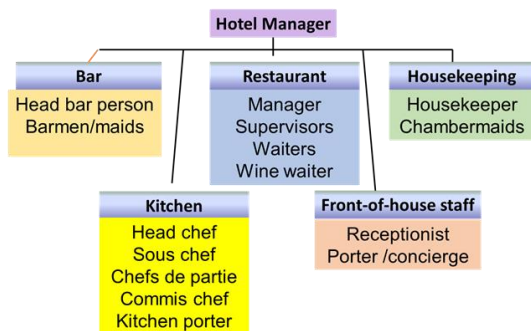 Hotel Manager
Bar
Head bar person
Barmen/maids
Restaurant
Manager
Supervisors
Waiters
Wine waiter
Housekeeping
Housekeeper
Chambermaids
Kitchen
Head chef
Sous chef
Chefs de partie
Commis chef
Kitchen porter
Front-of-house staff
Receptionist
Porter /concierge